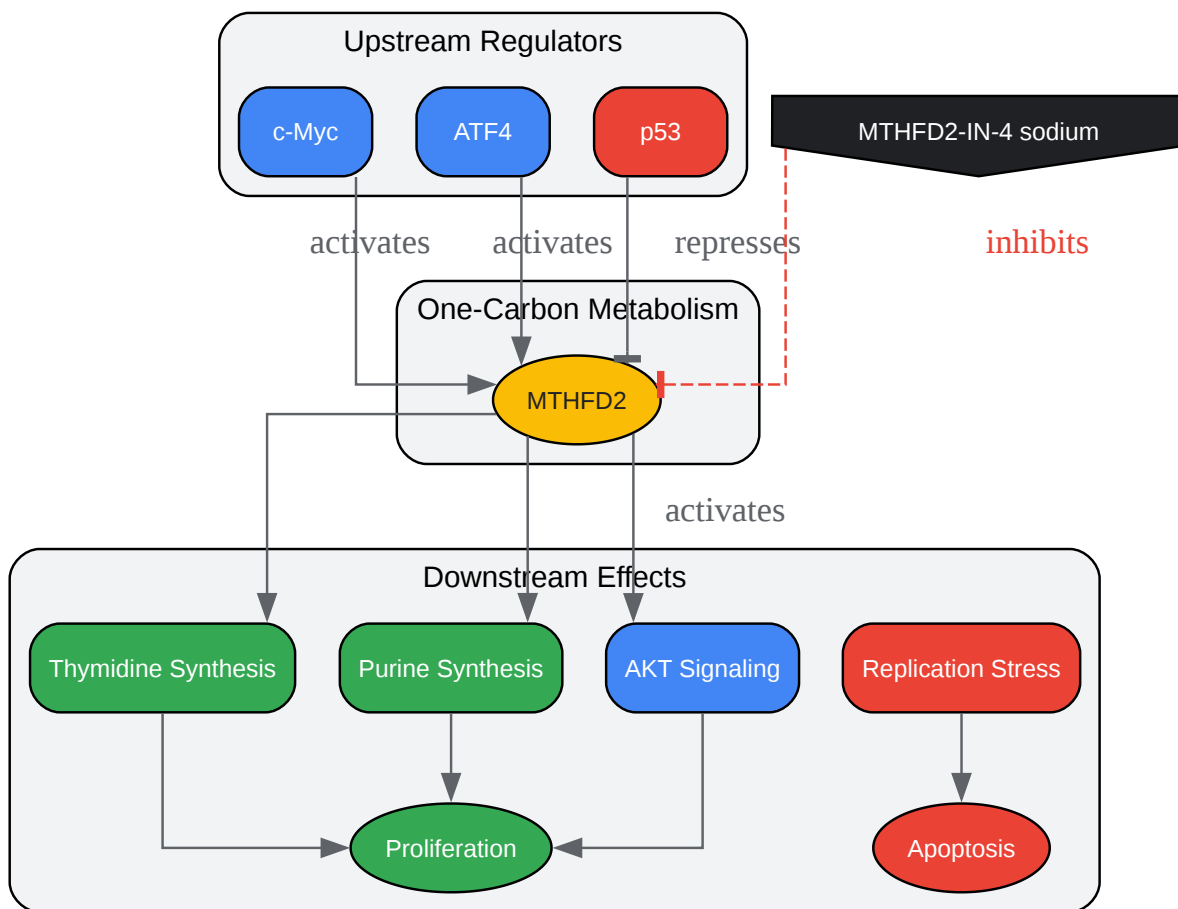 Upstream Regulators
c-Myc
ATF4
p53
MTHFD2-IN-4 sodium
activates
activates
represses
inhibits
One-Carbon Metabolism
MTHFD2
activates
Downstream Effects
Thymidine Synthesis
Purine Synthesis
AKT Signaling
Replication Stress
Proliferation
Apoptosis